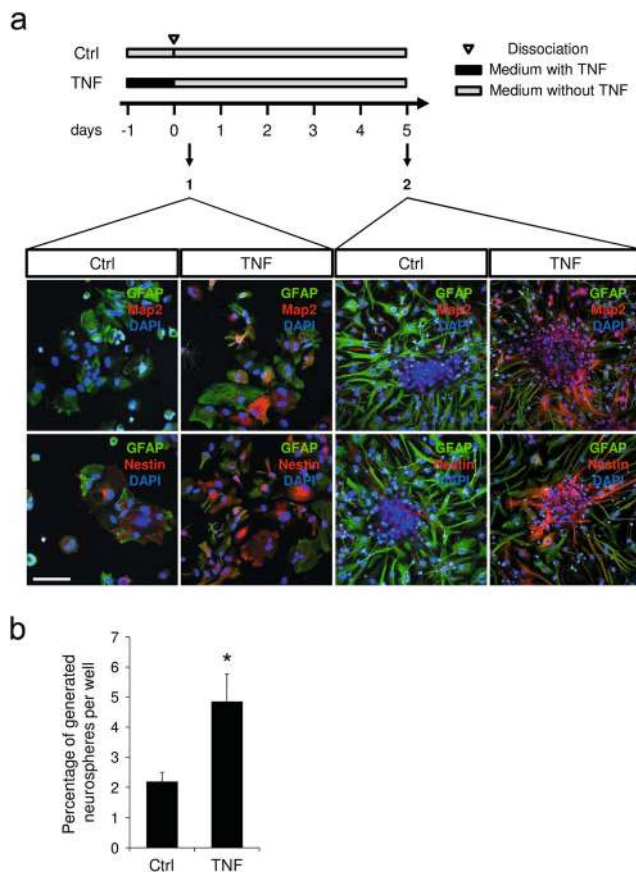 a
Ctrl
TNF
days
-1 0 1 2 3 4 5
Dissociation
Medium with TNF
Medium without TNF
1 2
Ctrl TNF Ctrl TNF
GFAP GFAP GFAP GFAP
Map2 Map2 Map2 Map2
DAPI DAPI DAPI DAPI
GFAP GFAP GFAP GFAP
Nestin Nestin Nestin Nestin
DAPI DAPI DAPI DAPI
b
Percentage of generated
neurospheres per well
7
6
5
4
3
2
1
0
*
Ctrl TNF